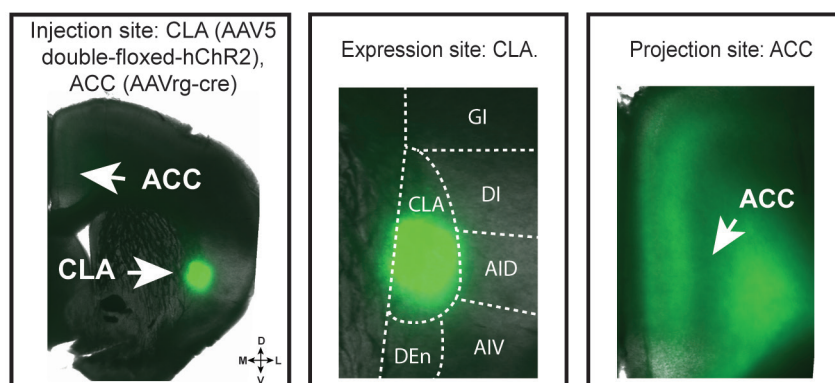 Injection site: CLA (AAV5
double-floxed-hChR2),
ACC (AAVrg-cre)
ACC
CLA
D
M
L
V
Expression site: CLA.
GI
CLA
DI
AID
DEn
AIV
Projection site: ACC
ACC